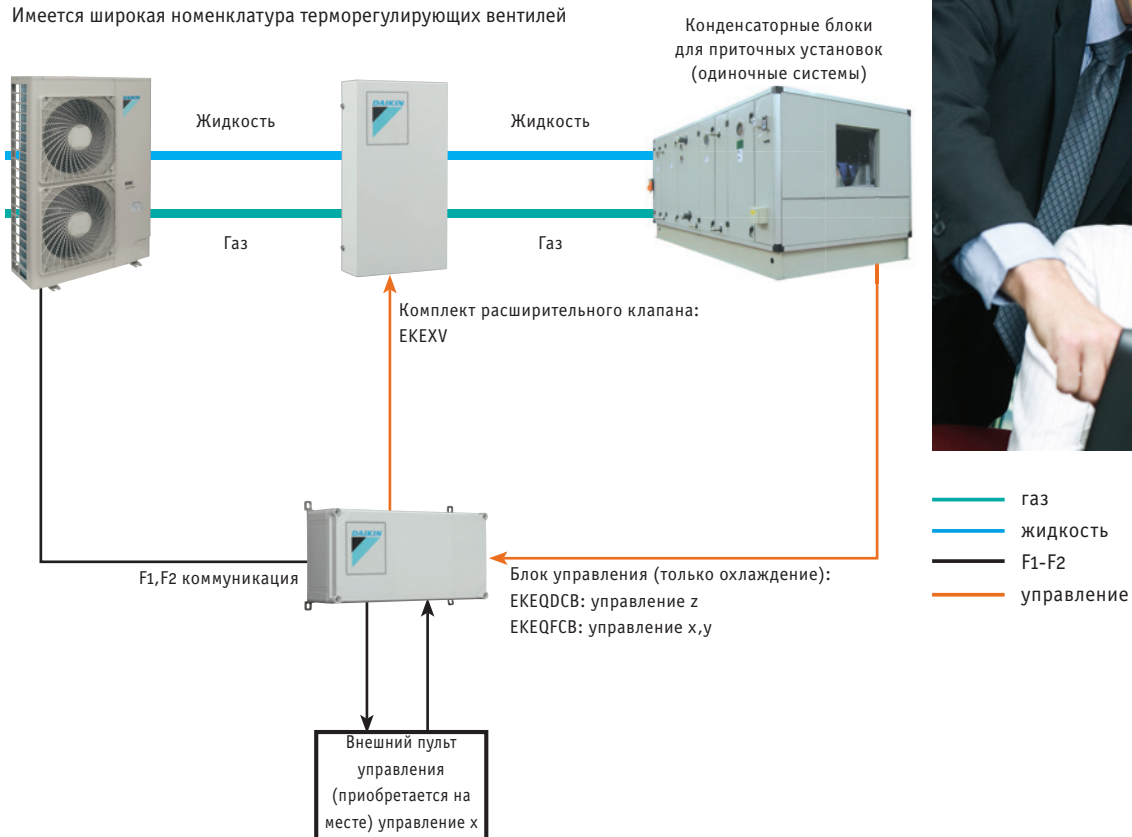 Имеется широкая номенклатура терморегулирующих вентилей
Конденсаторные блоки
для приточных установок
(одиночные системы)
DAIKIN
Жидкость
Жидкость
Газ
Газ
Комплект расширительного клапана:
EKEXV
DAIKIN
F1,F2 коммуникация
Блок управления (только охлаждение):
EKEQDCB: управление z
EKEQFCB: управление x,y
Внешний пульт
управления
(приобретается на
месте) управление x
газ
жидкость
F1-F2
управление